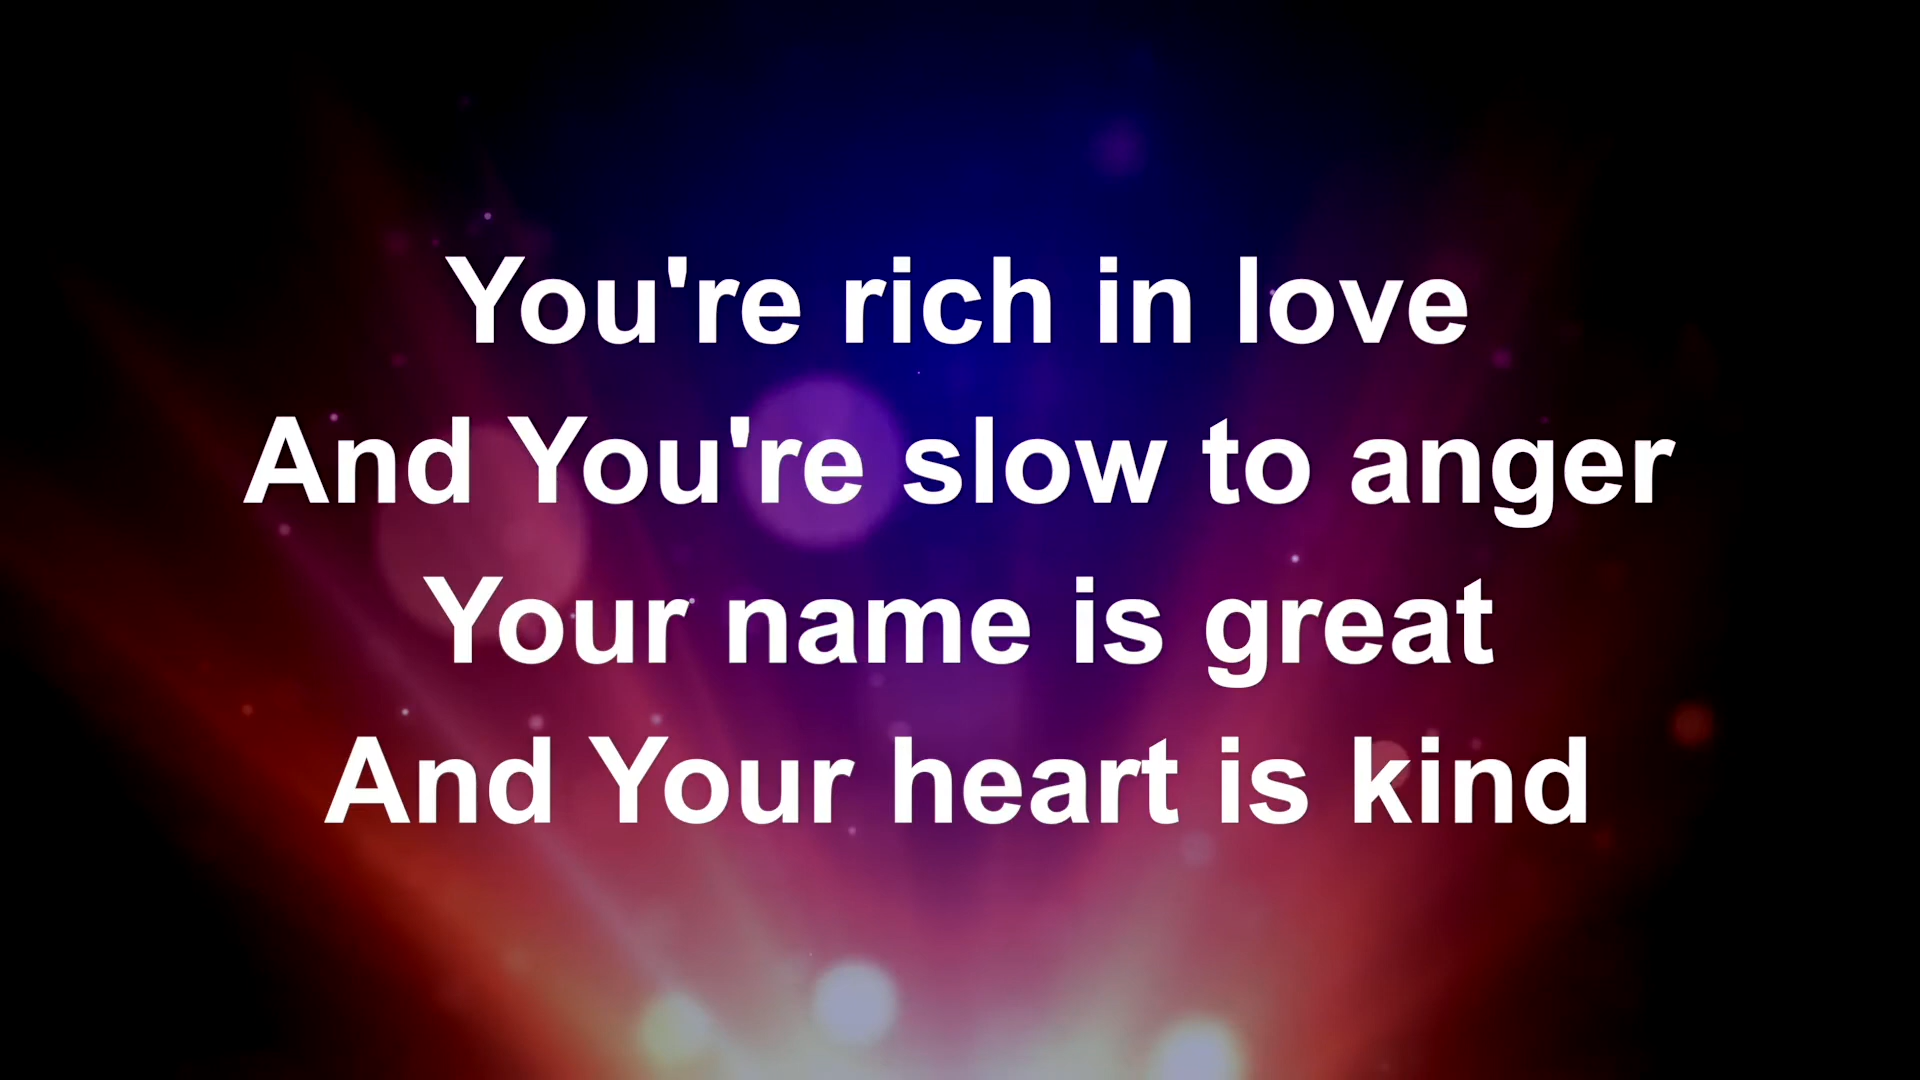 You're rich in love
And You're slow to anger
Your name is great
And Your heart is kind